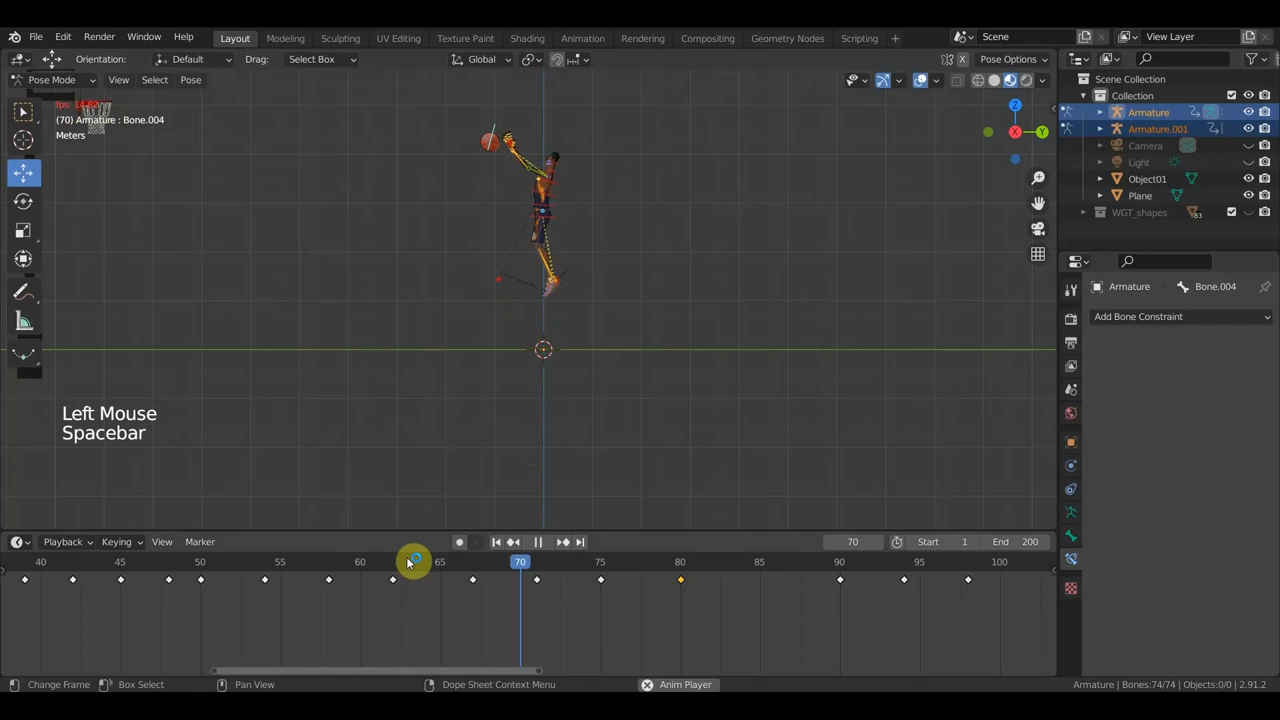 File Edit Render Window Help Layout Modeling Sculpting UV Editing Texture Paint Shading Animation Rendering Compositing Geometry Nodes Scripting + Scene View Layer
Orientation: Default Drag: Select Box Global Pose Options
Pose Mode View Select Pose
Scene Collection
Collection
Armature
Armature.001
Camera
Light
Object01
Plane
WGT_shapes 83
fps: 14.82
(70) Armature : Bone.004
Meters
Z
X Y
Armature Bone.004
Add Bone Constraint
Left Mouse
Spacebar
Playback Keying View Marker 70 Start 1 End 200
40 45 50 55 60 65 70 75 80 85 90 95 100
Change Frame Box Select Pan View Dope Sheet Context Menu Anim Player Armature | Bones:74/74 | Objects:0/0 | 2.91.2